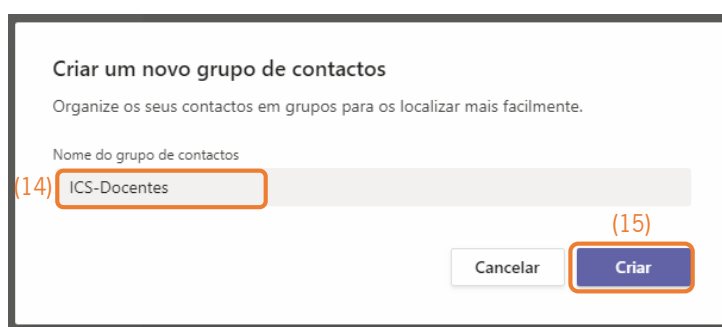 Criar um novo grupo de contactos
Organize os seus contactos em grupos para os localizar mais facilmente.
Nome do grupo de contactos
(14) ICS-Docentes
(15)
Cancelar Criar